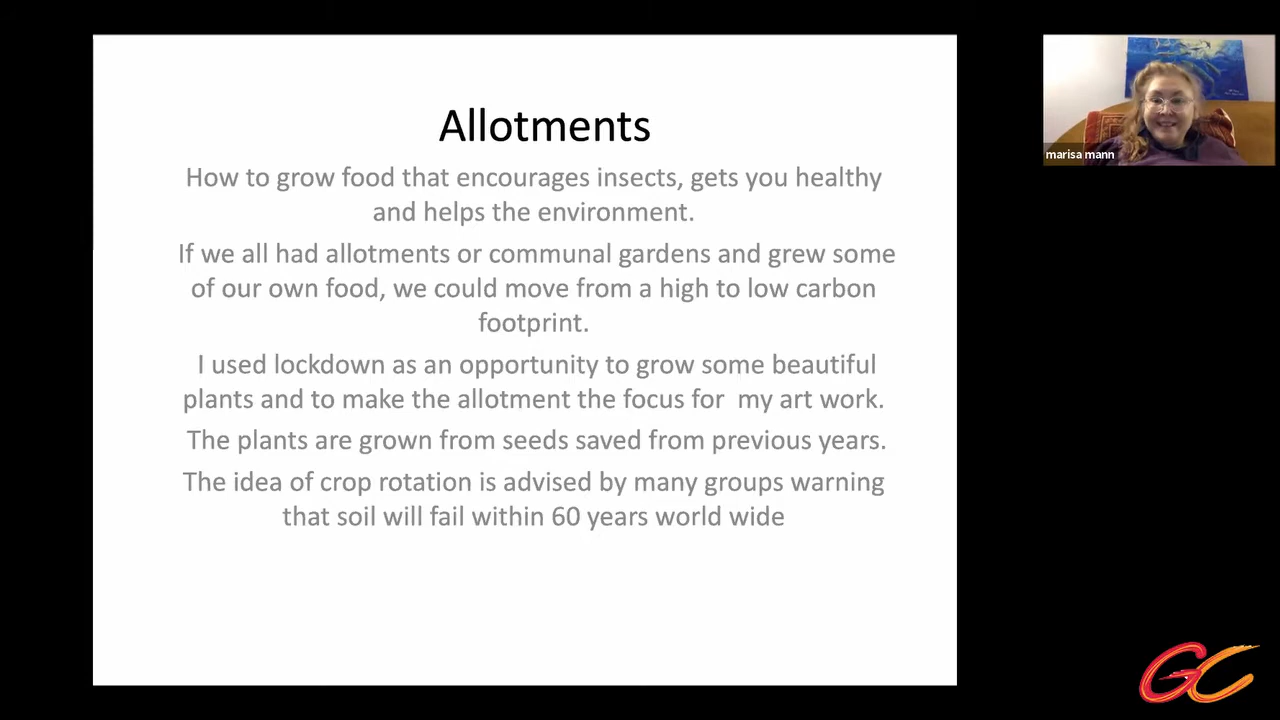 Allotments
How to grow food that encourages insects, gets you healthy
and helps the environment.
If we all had allotments or communal gardens and grew some
of our own food, we could move from a high to low carbon
footprint.
I used lockdown as an opportunity to grow some beautiful
plants and to make the allotment the focus for my art work.
The plants are grown from seeds saved from previous years.
The idea of crop rotation is advised by many groups warning
that soil will fail within 60 years world wide
marisa mann
GC